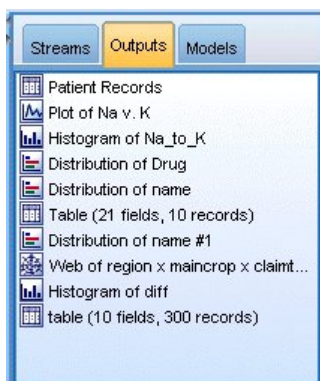 Streams Outputs Models
Patient Records
Plot of Na v. K
Histogram of Na_to_K
Distribution of Drug
Distribution of name
Table (21 fields, 10 records)
Distribution of name #1
Web of region x maincrop x claimt...
Histogram of diff
table (10 fields, 300 records)